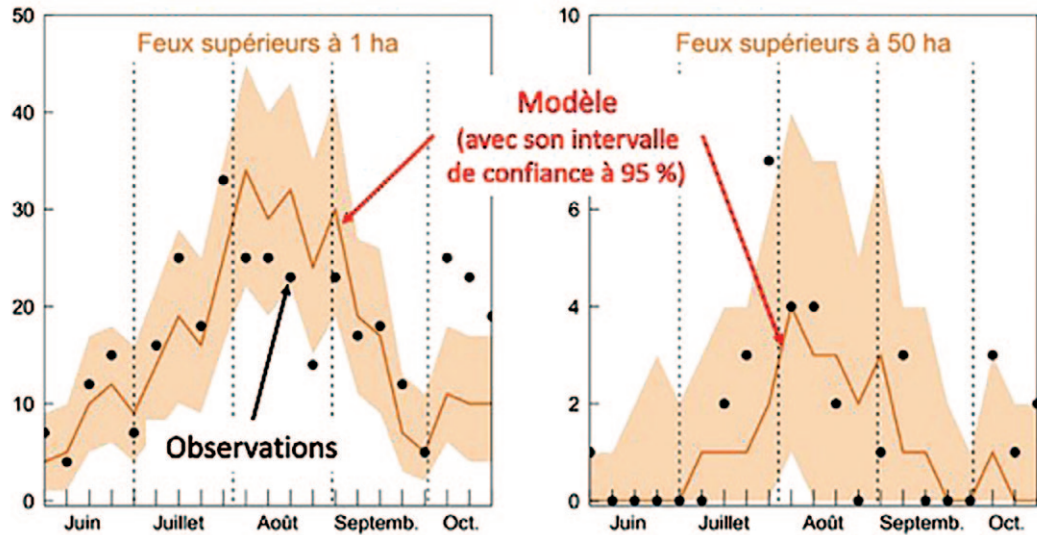 50
40
30
20
10
0
Feux supérieurs à 1 ha
Observations
Juin
Juillet
Août
Septemb.
Oct.
Modèle
(avec son intervalle
de confiance à 95 %)
10
6
4
2
0
Feux supérieurs à 50 ha
Juin
Juillet
Août
Septemb.
Oct.